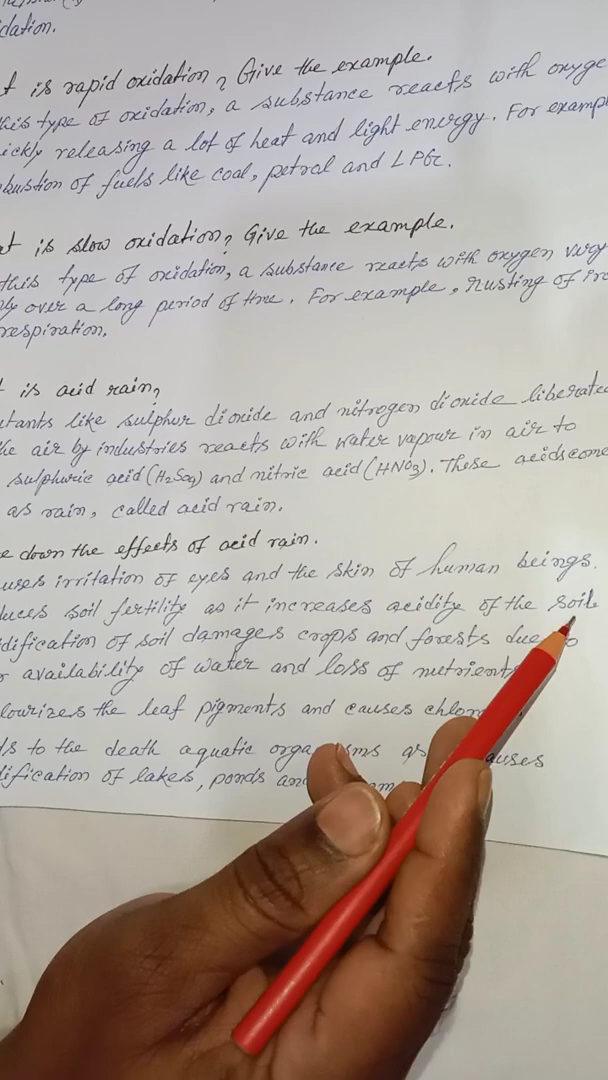 dation.
t is rapid oxidation? Give the example.
his type of oxidation, a substance reacts with oxyge
ickly releasing a lot of heat and light energy. For exampl
bustion of fuels like coal, petral and LPG.
at is slow oxidation? Give the example.
this type of oxidation, a substance reacts with oxygen very
ly over a long period of time. For example, rusting of iro
respiration.
t is acid rain?
utants like sulphur dioxide and nitrogen dioxide liberated
he air by industries reacts with water vapour in air to
sulphuric acid (H2SO4) and nitric acid (HNO3). These acids come
as rain, called acid rain.
e down the effects of acid rain.
uses irritation of eyes and the skin of human beings.
duces soil fertility as it increases acidity of the soil
dification of soil damages crops and forests due to
r availability of water and loss of nutrients
lourizes the leaf pigments and causes chloro
ds to the death aquatic organisms as auses
dification of lakes, ponds and